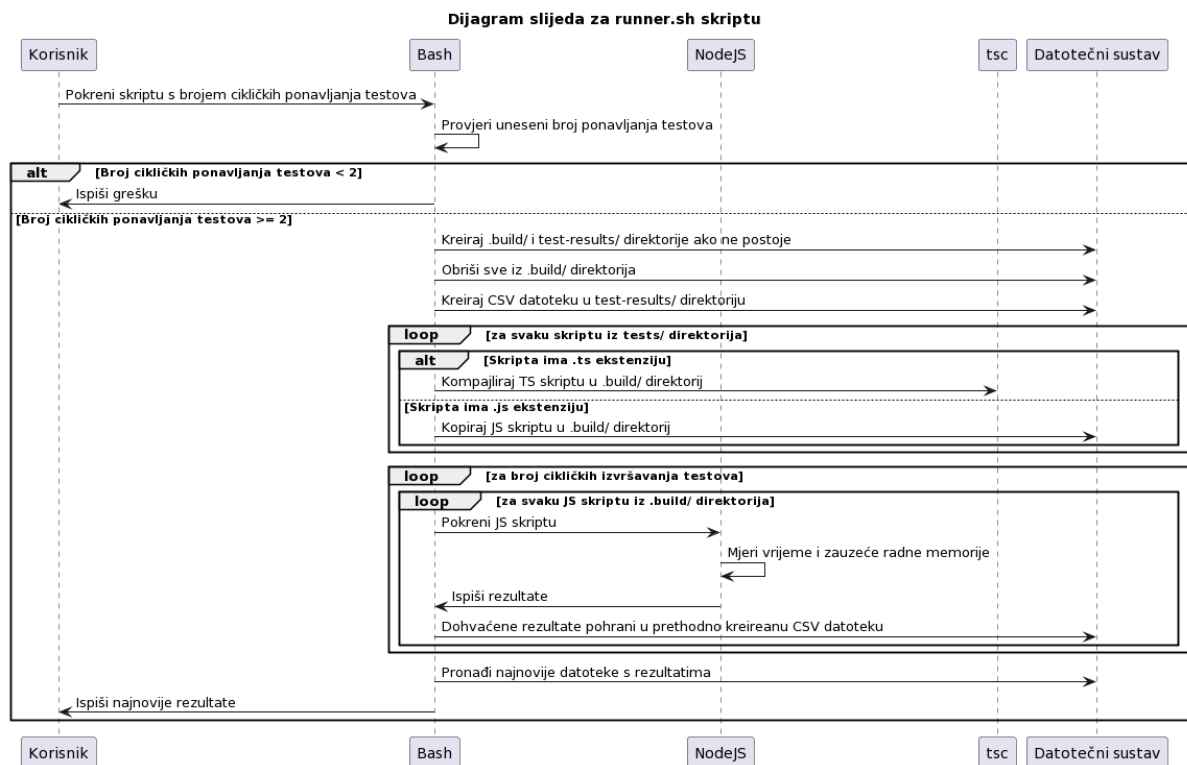 Dijagram slijeda za runner.sh skriptu
Korisnik
Bash
NodeJS
tsc
Datotečni sustav
Pokreni skriptu s brojem cikličkih ponavljanja testova
Provjeri uneseni broj ponavljanja testova
alt
[Broj cikličkih ponavljanja testova < 2]
Ispiši grešku
[Broj cikličkih ponavljanja testova >= 2]
Kreiraj .build/ i test-results/ direktorije ako ne postoje
Obriši sve iz .build/ direktorija
Kreiraj CSV datoteku u test-results/ direktoriju
loop
[za svaku skriptu iz tests/ direktorija]
alt
[Skripta ima .ts ekstenziju]
Kompajliraj TS skriptu u .build/ direktorij
[Skripta ima .js ekstenziju]
Kopiraj JS skriptu u .build/ direktorij
loop
[za broj cikličkih izvršavanja testova]
loop
[za svaku JS skriptu iz .build/ direktorija]
Pokreni JS skriptu
Mjeri vrijeme i zauzeće radne memorije
Ispiši rezultate
Dohvaćene rezultate pohrani u prethodno kreireanu CSV datoteku
Pronađi najnovije datoteke s rezultatima
Ispiši najnovije rezultate
Korisnik
Bash
NodeJS
tsc
Datotečni sustav